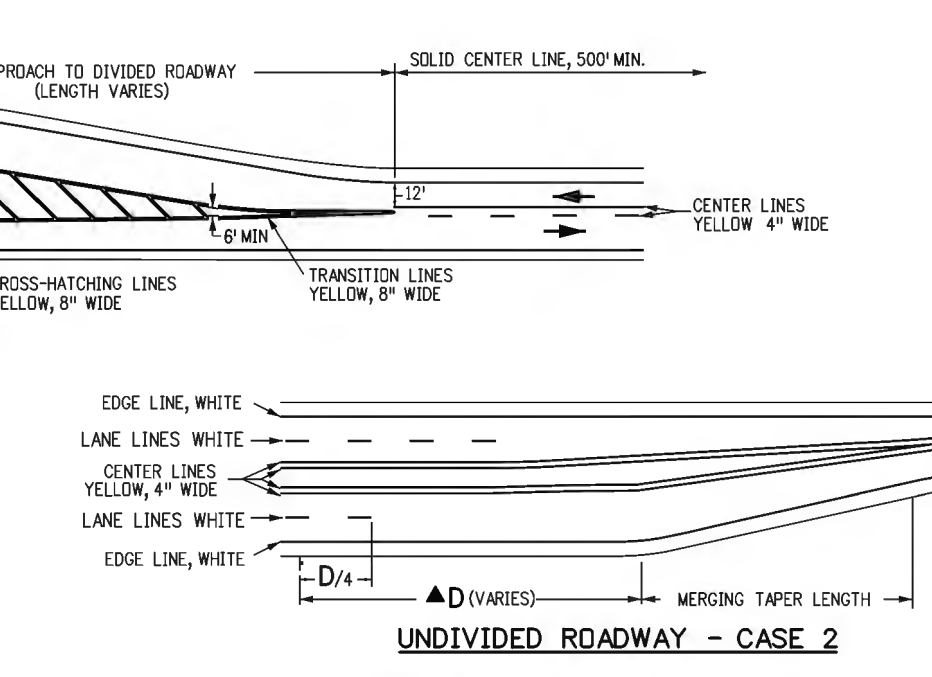 PROACH TO DIVIDED ROADWAY
(LENGTH VARIES)
SOLID CENTER LINE, 500' MIN.
12'
CENTER LINES
YELLOW 4" WIDE
6' MIN
ROSS-HATCHING LINES
ELLOW, 8" WIDE
TRANSITION LINES
YELLOW, 8" WIDE
EDGE LINE, WHITE
LANE LINES WHITE
CENTER LINES
YELLOW, 4" WIDE
LANE LINES WHITE
EDGE LINE, WHITE
D/4
▲D (VARIES)
MERGING TAPER LENGTH
UNDIVIDED ROADWAY - CASE 2